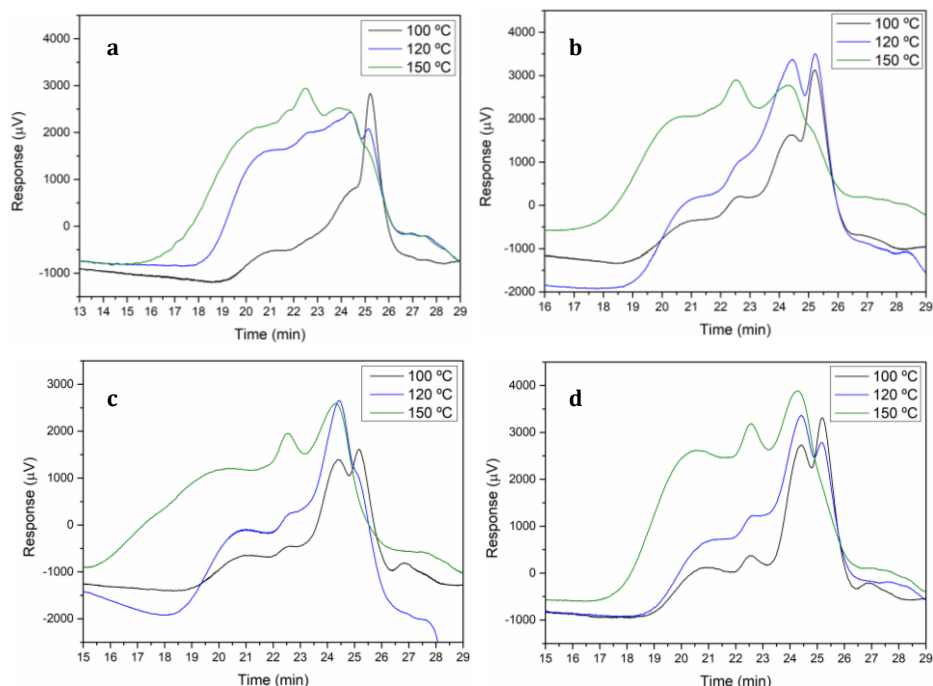 a
100 ºC
120 ºC
150 ºC
4000
3000
2000
1000
0
-1000
Response (μV)
13 14 15 16 17 18 19 20 21 22 23 24 25 26 27 28 29
Time (min)
b
100 ºC
120 ºC
150 ºC
4000
3000
2000
1000
0
-1000
-2000
Response (μV)
16 17 18 19 20 21 22 23 24 25 26 27 28 29
Time (min)
c
100 ºC
120 ºC
150 ºC
3000
2000
1000
0
-1000
-2000
Response (μV)
15 16 17 18 19 20 21 22 23 24 25 26 27 28 29
Time (min)
d
100 ºC
120 ºC
150 ºC
4000
3000
2000
1000
0
-1000
Response (μV)
15 16 17 18 19 20 21 22 23 24 25 26 27 28 29
Time (min)